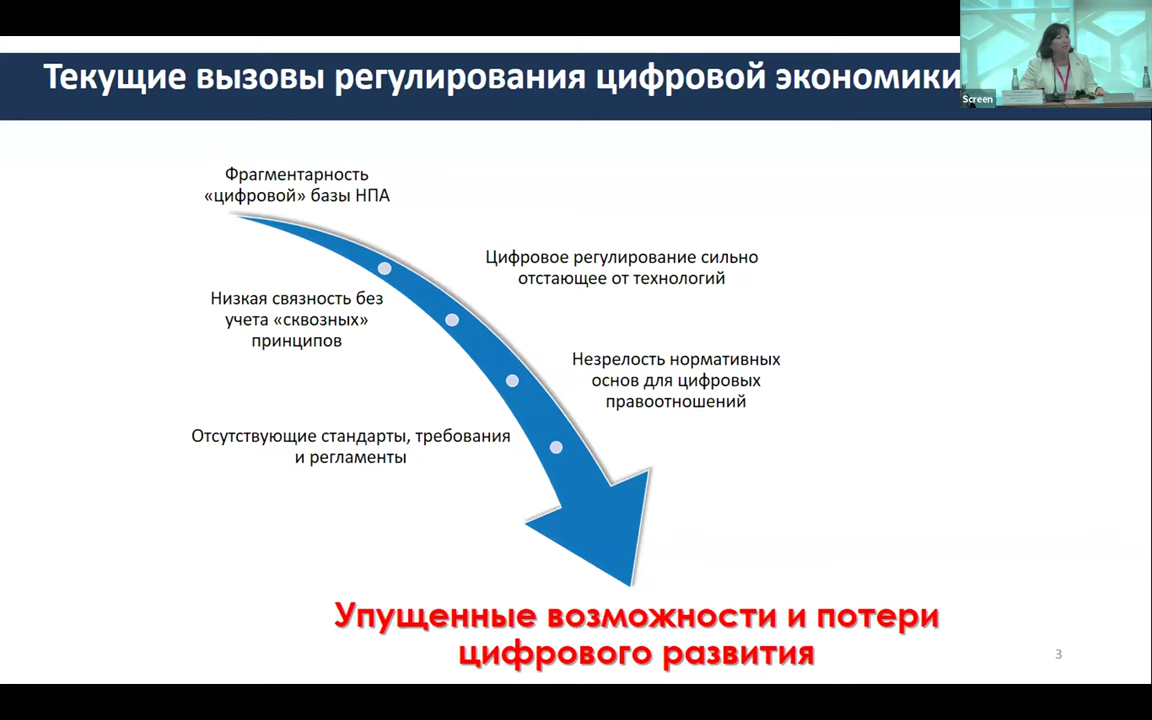 Текущие вызовы регулирования цифровой экономики
Screen
Фрагментарность
«цифровой» базы НПА
Цифровое регулирование сильно
отстающее от технологий
Низкая связность без
учета «сквозных»
принципов
Незрелость нормативных
основ для цифровых
правоотношений
Отсутствующие стандарты, требования
и регламенты
Упущенные возможности и потери
цифрового развития
3